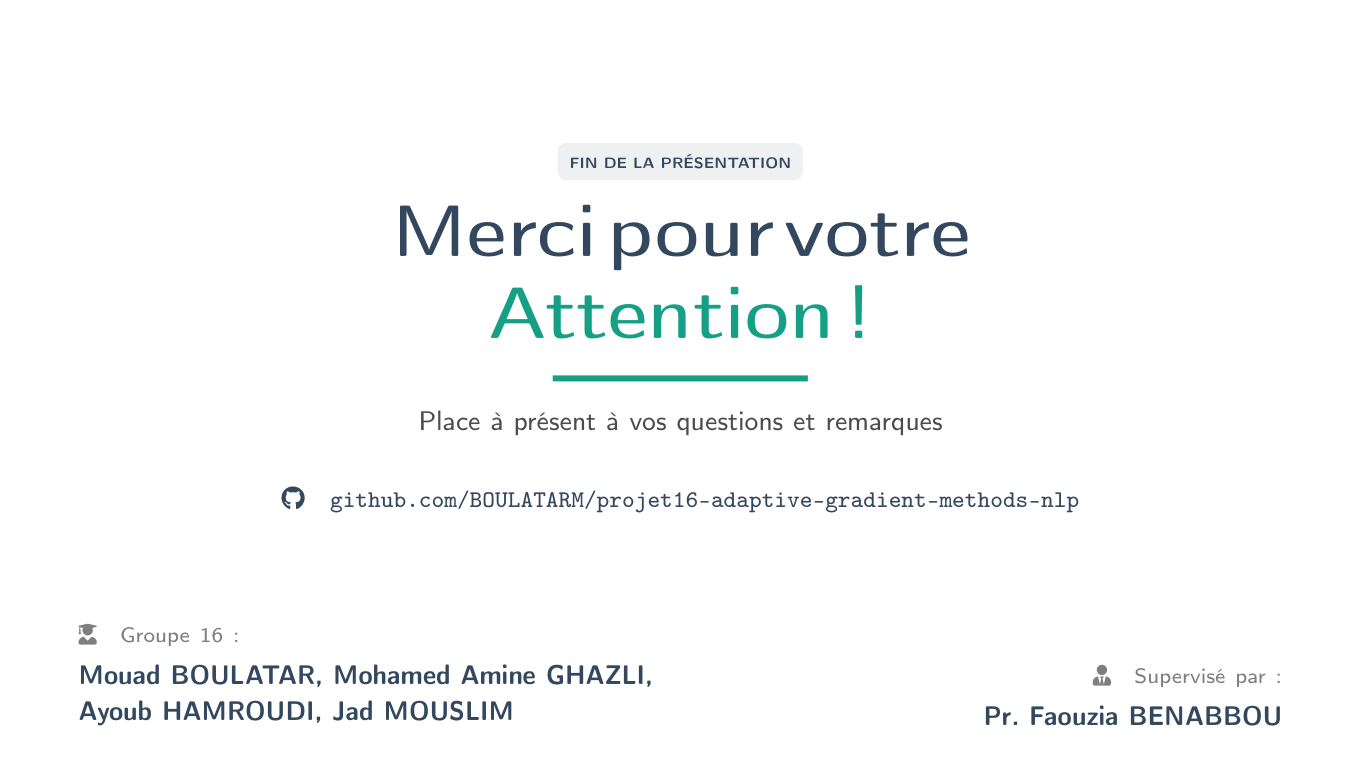 FIN DE LA PRÉSENTATION
Merci pour votre
Attention !
Place à présent à vos questions et remarques
github.com/BOULATARM/projet16-adaptive-gradient-methods-nlp
Groupe 16 :
Mouad BOULATAR, Mohamed Amine GHAZLI,
Ayoub HAMROUDI, Jad MOUSLIM
Supervisé par :
Pr. Faouzia BENABBOU